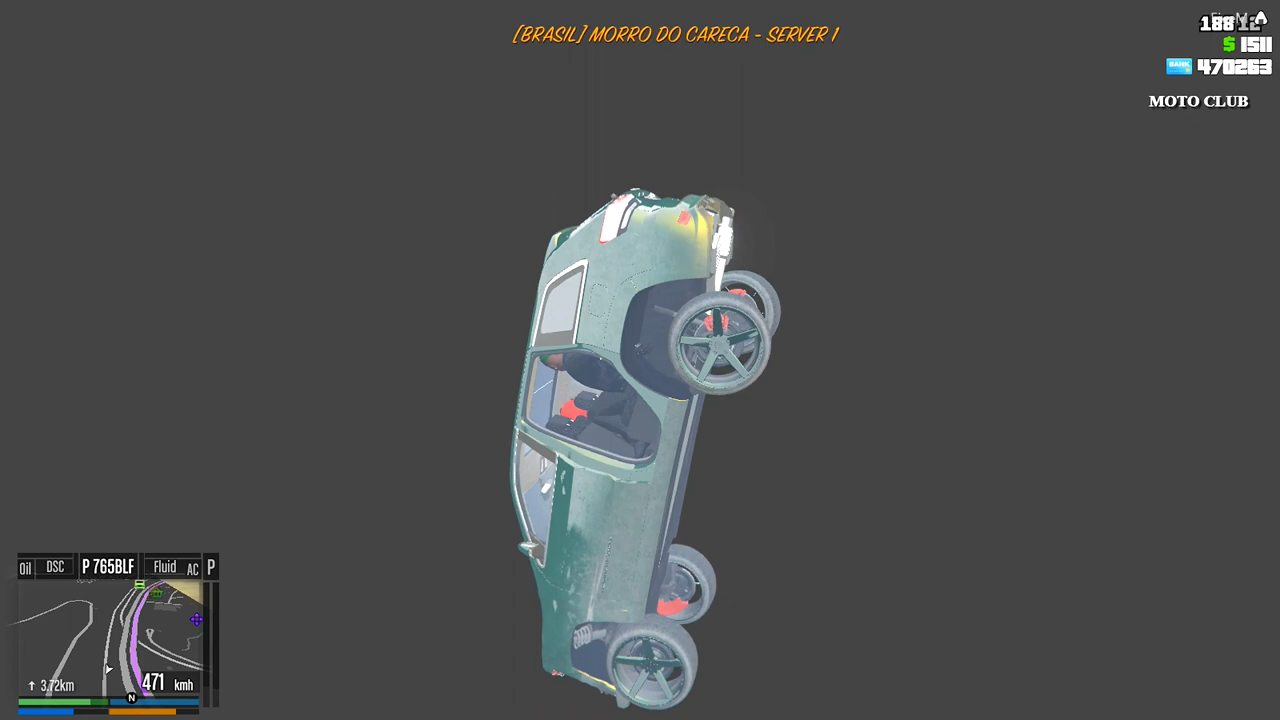 [BRASIL] MORRO DO CARECA - SERVER 1
188
$ 1511
BANK 470263
MOTO CLUB
Oil DSC P 765BLF Fluid AC P
↑ 3.72km
471 kmh
N